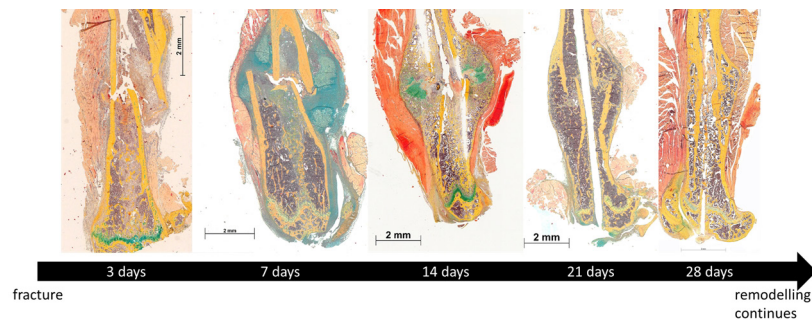 2 mm
2 mm
2 mm
2 mm
3 days
7 days
14 days
21 days
28 days
fracture
remodelling
continues